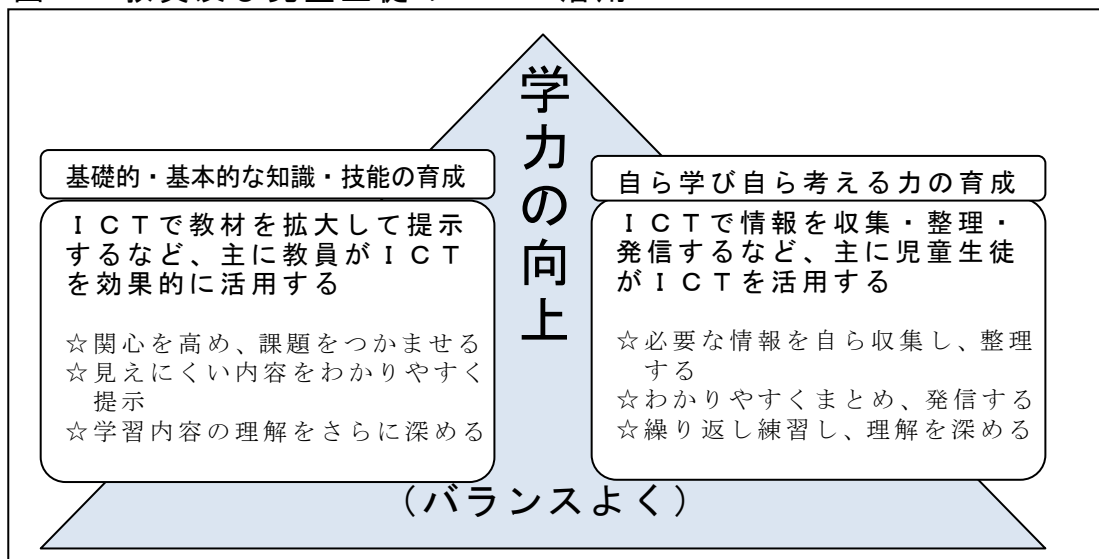 学力の向上
基礎的・基本的な知識・技能の育成
ＩＣＴで教材を拡大して提示
するなど、主に教員がＩＣＴ
を効果的に活用する
☆関心を高め、課題をつかませる
☆見えにくい内容をわかりやすく
提示
☆学習内容の理解をさらに深める
自ら学び自ら考える力の育成
ＩＣＴで情報を収集・整理・
発信するなど、主に児童生徒
がＩＣＴを活用する
☆必要な情報を自ら収集し、整理
する
☆わかりやすくまとめ、発信する
☆繰り返し練習し、理解を深める
（バランスよく）